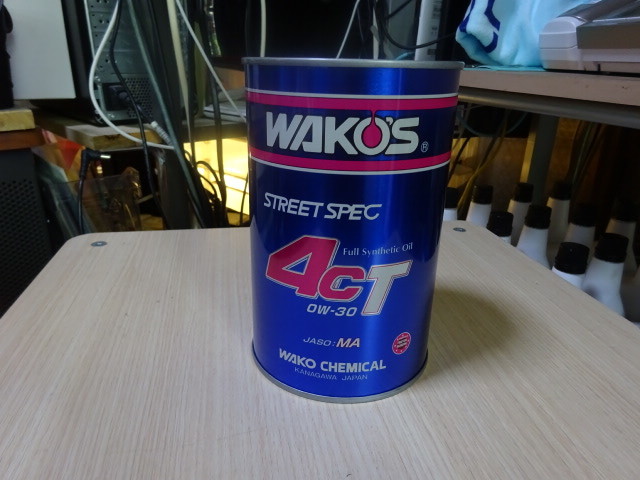 WAKO'S ®
STREET SPEC
Full Synthetic Oil
4CT
0W-30
JASO: MA
WAKO CHEMICAL
KANAGAWA JAPAN